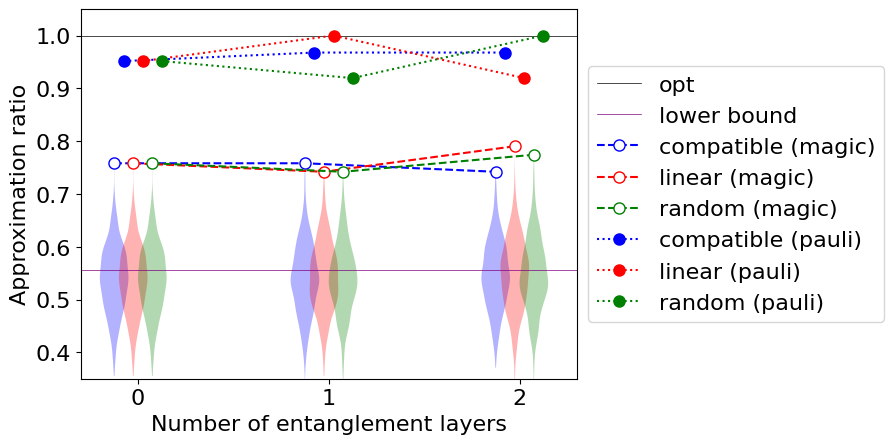 1.0
0.9
0.8
0.7
0.6
0.5
0.4
Approximation ratio
0 1 2
Number of entanglement layers
opt
lower bound
compatible (magic)
linear (magic)
random (magic)
compatible (pauli)
linear (pauli)
random (pauli)